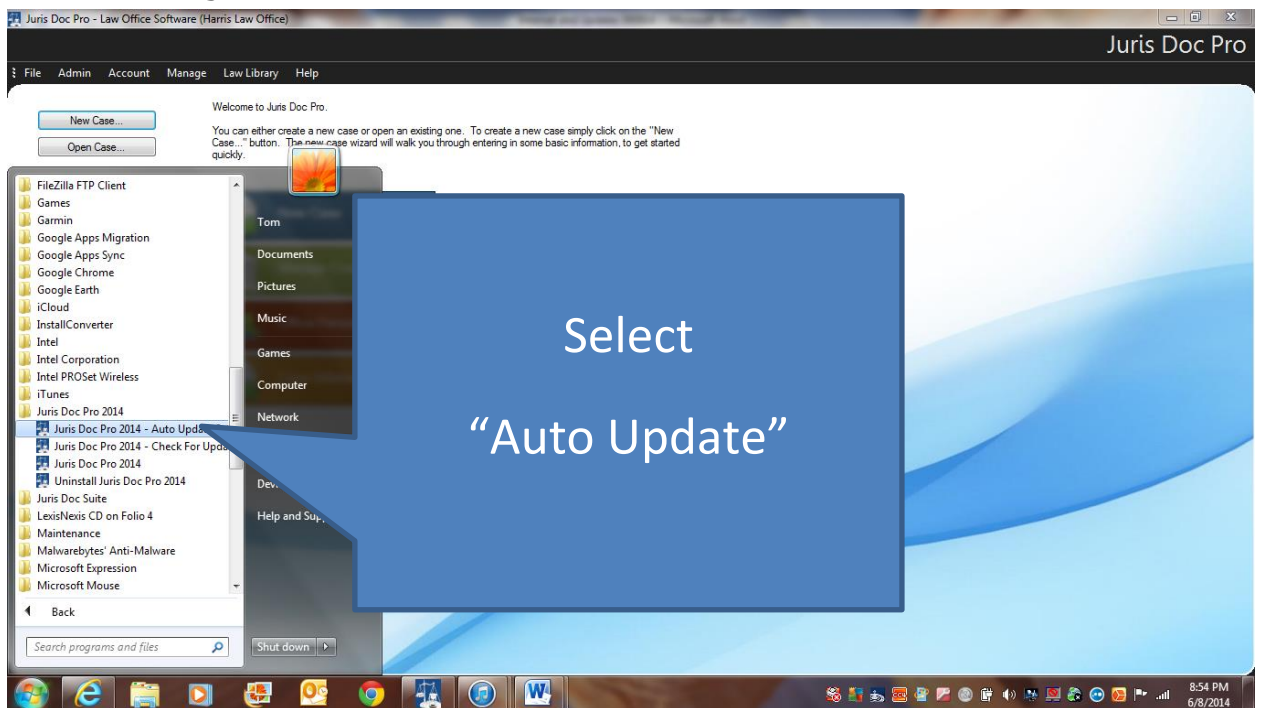 Juris Doc Pro - Law Office Software (Harris Law Office)
Juris Doc Pro
File Admin Account Manage Law Library Help
New Case...
Open Case...
Welcome to Juris Doc Pro.
You can either create a new case or open an existing one. To create a new case simply click on the "New
Case..." button. The new case wizard will walk you through entering in some basic information, to get started
quickly.
FileZilla FTP Client
Games
Garmin
Google Apps Migration
Google Apps Sync
Google Chrome
Google Earth
iCloud
InstallConverter
Intel
Intel Corporation
Intel PROSet Wireless
iTunes
Juris Doc Pro 2014
Juris Doc Pro 2014 - Auto Upda
Juris Doc Pro 2014 - Check For Upda
Juris Doc Pro 2014
Uninstall Juris Doc Pro 2014
Juris Doc Suite
LexisNexis CD on Folio 4
Maintenance
Malwarebytes' Anti-Malware
Microsoft Expression
Microsoft Mouse
Back
Search programs and files
Tom
Documents
Pictures
Music
Games
Computer
Network
Dev
Help and Sup
Shut down
Select
“Auto Update”
8:54 PM
6/8/2014